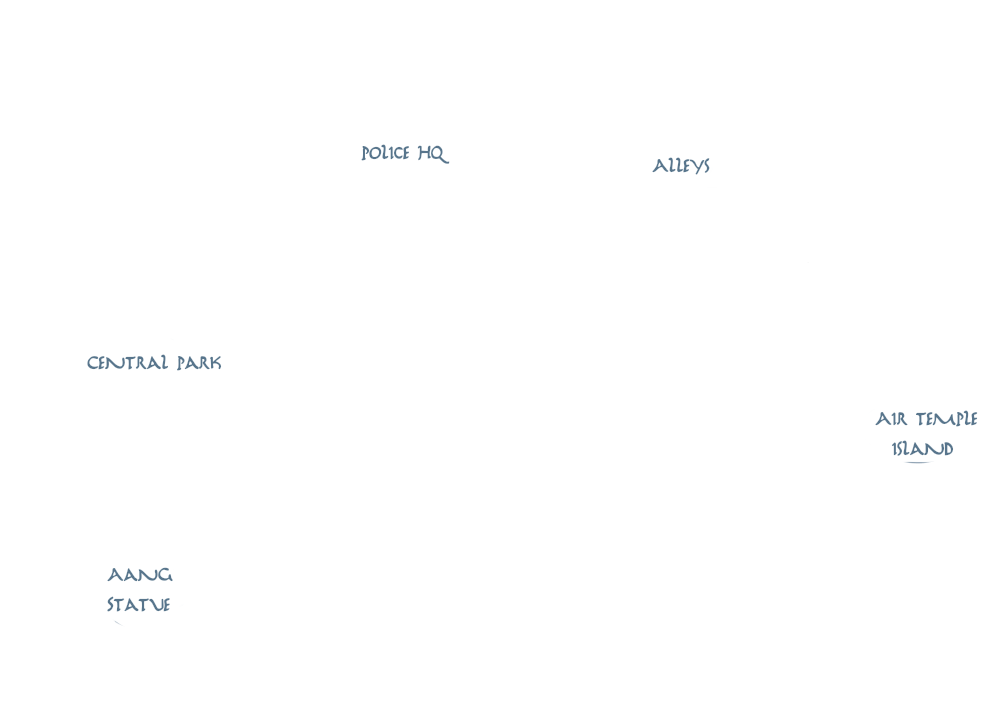 POLICE HQ
ALLEYS
CENTRAL PARK
AIR TEMPLE
ISLAND
AANG
STATUE